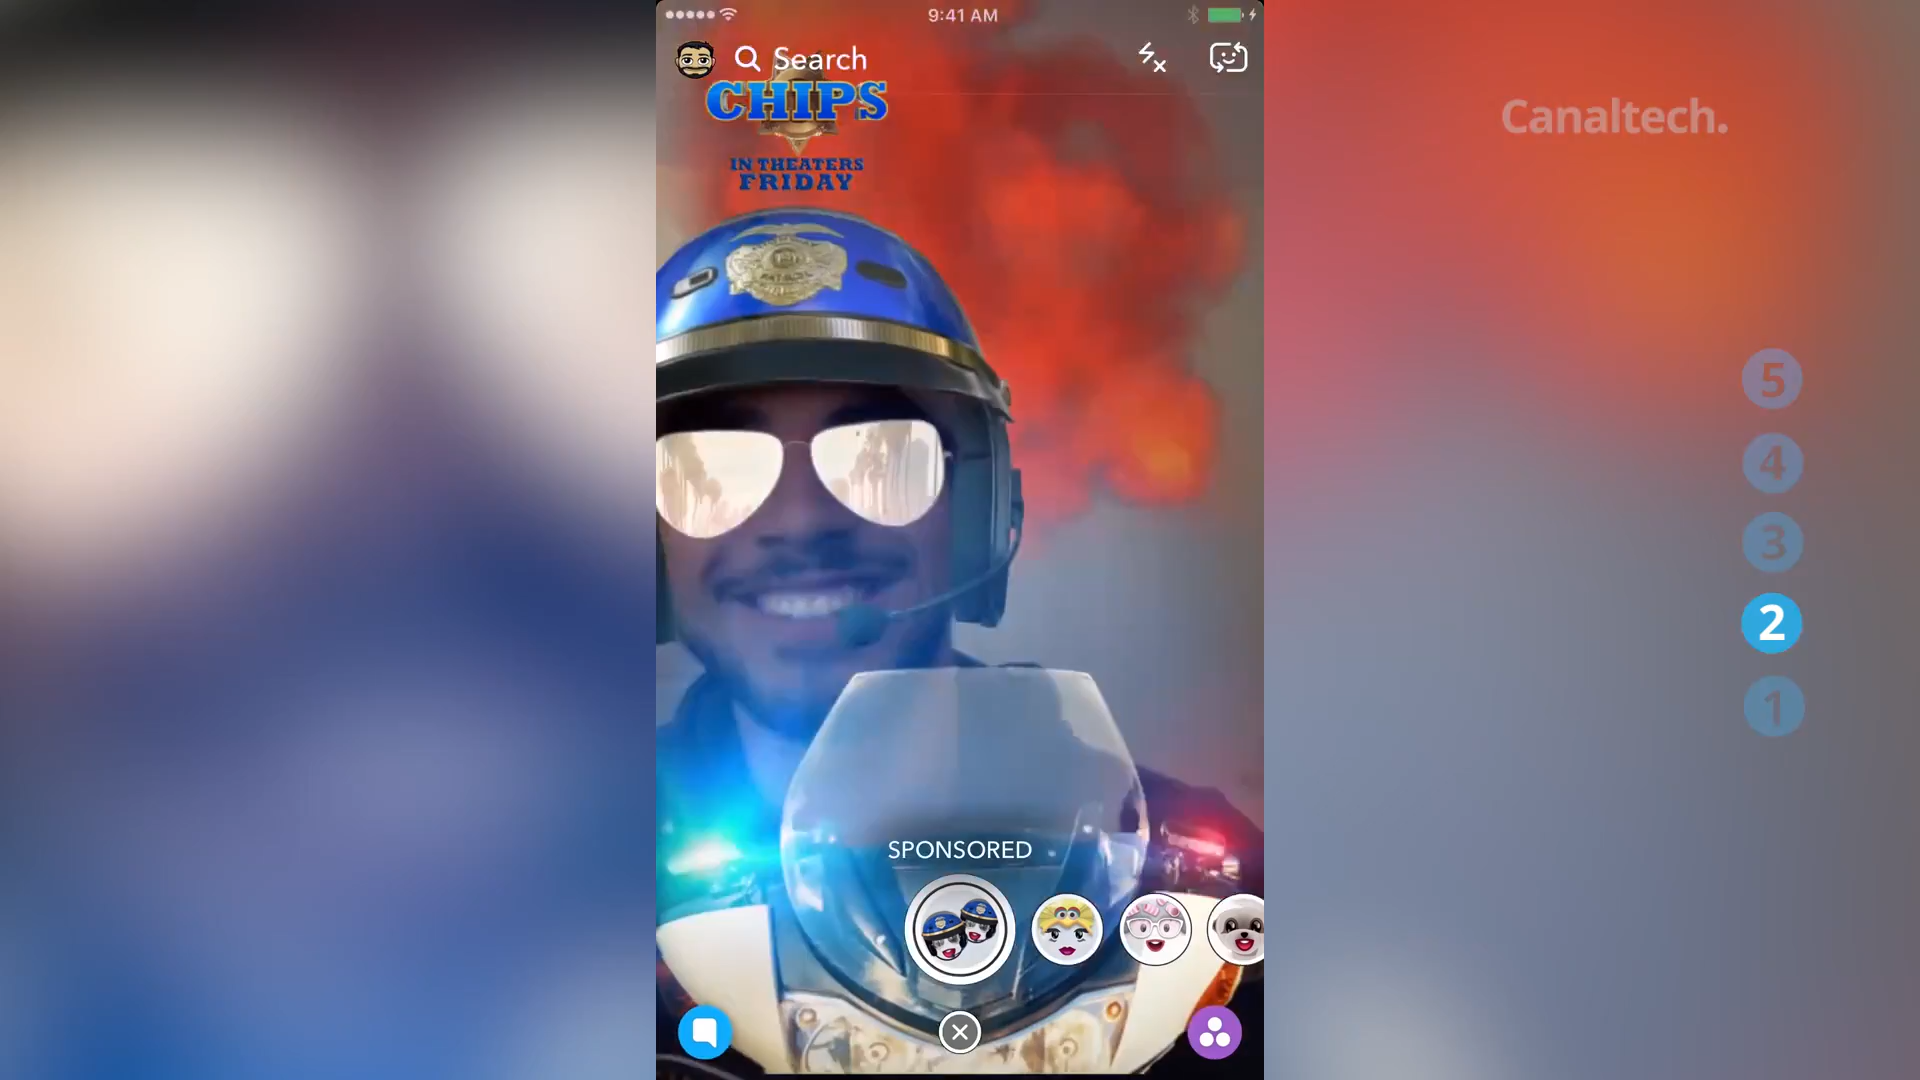 9:41 AM
Search
CHIPS
IN THEATERS
FRIDAY
Canaltech.
5
4
3
2
1
SPONSORED